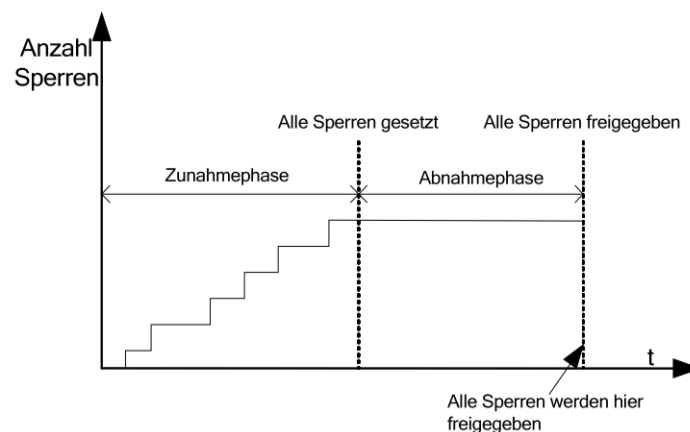 Anzahl
Sperren
Alle Sperren gesetzt
Alle Sperren freigegeben
Zunahmephase
Abnahmephase
t
Alle Sperren werden hier
freigegeben